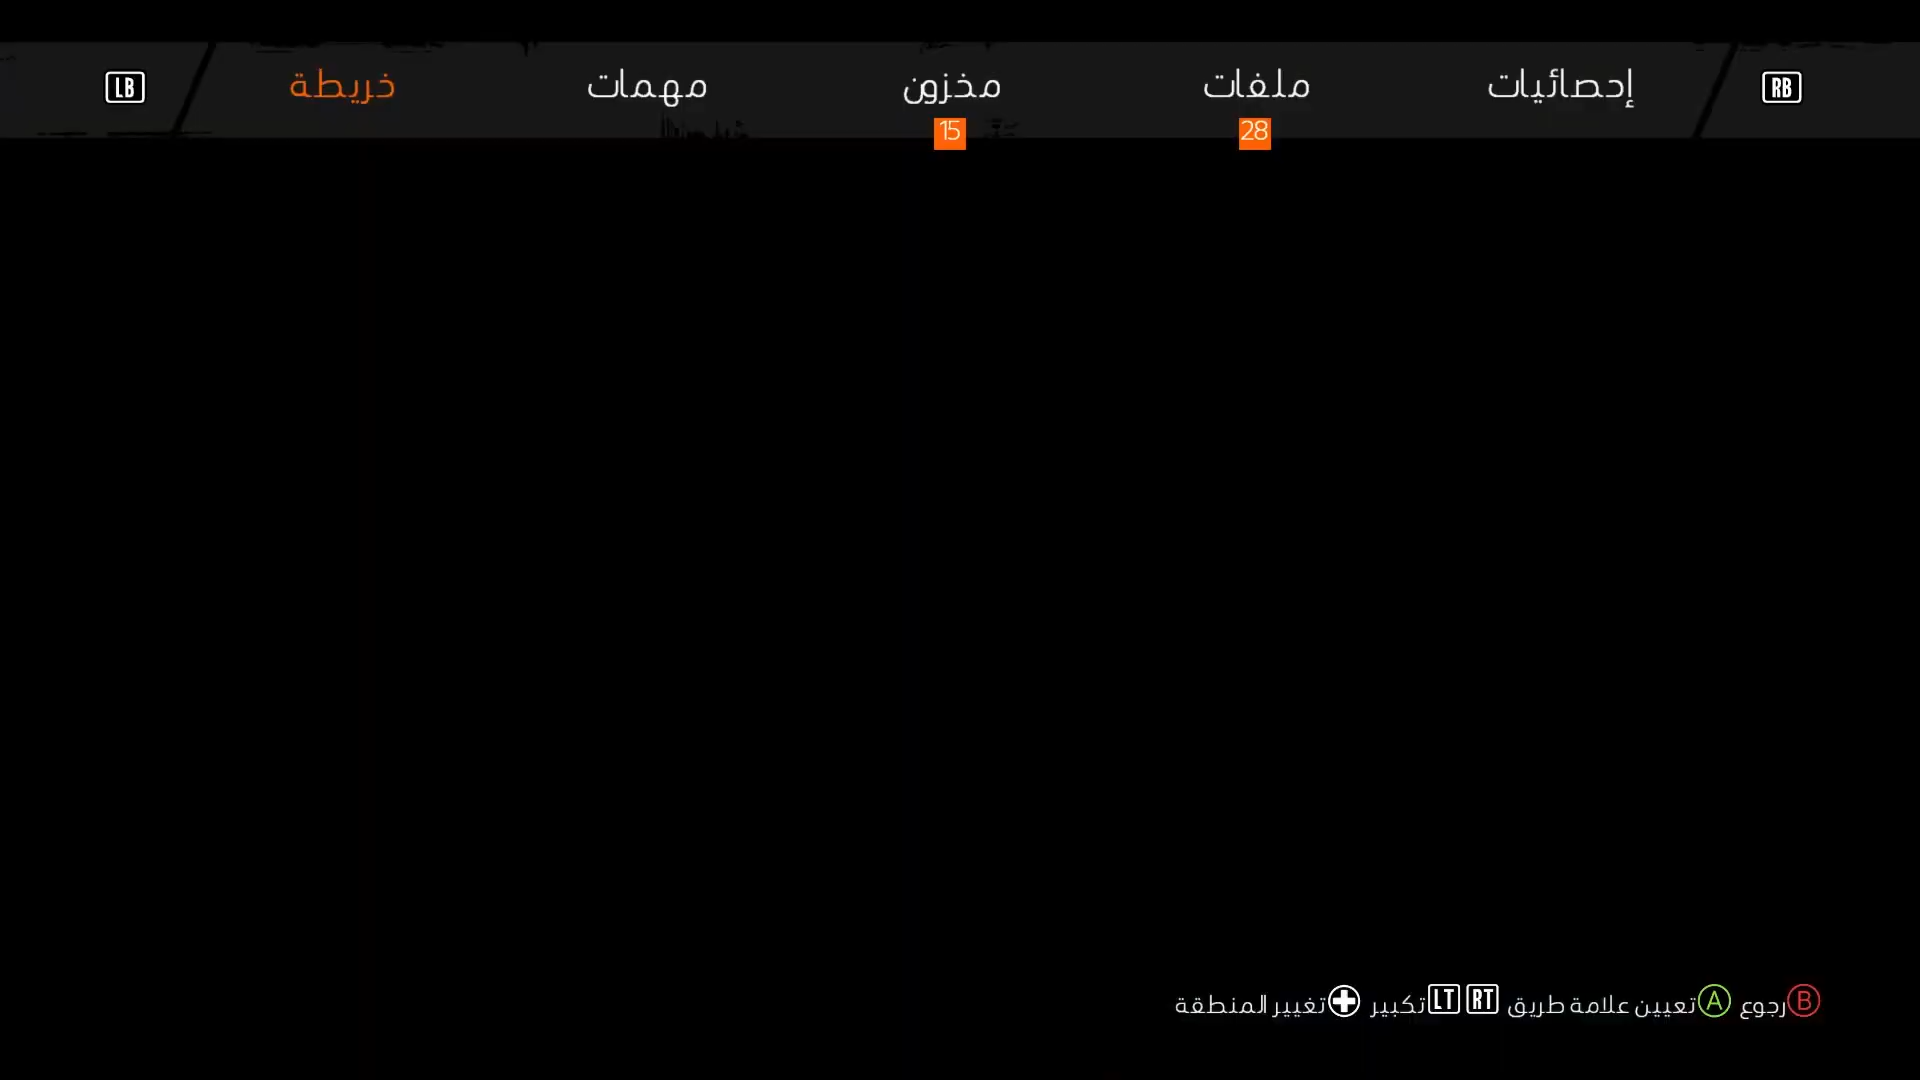 RB إحصائيات ملفات مخزون مهمات خريطة LB
28 15
B رجوع A تعيين علامة طريق RT LT تكبير تغيير المنطقة